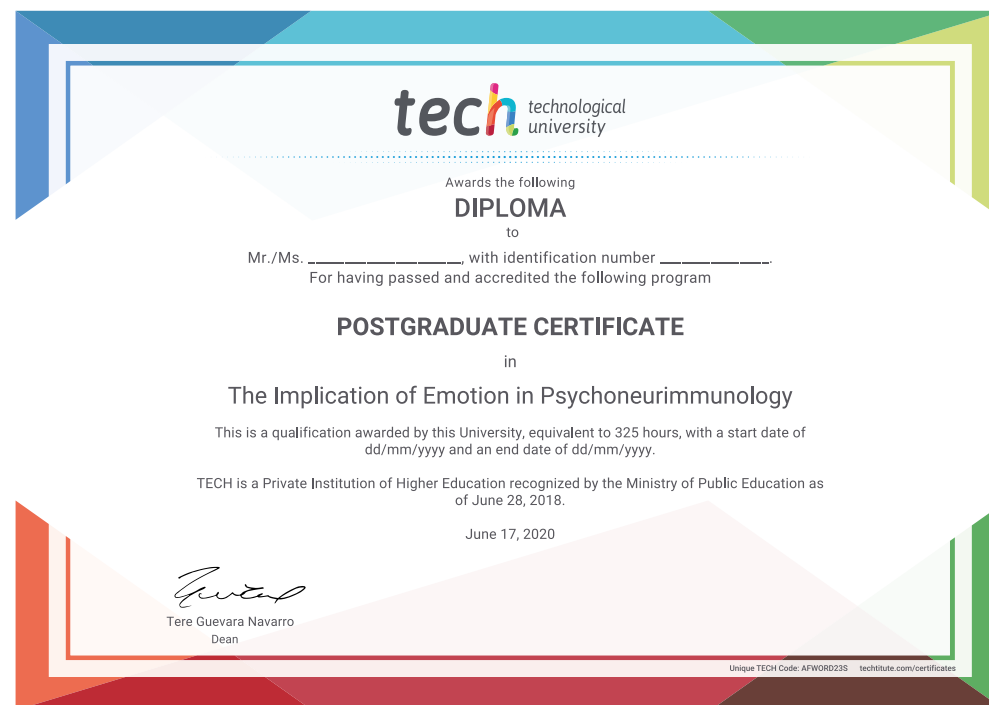 tech technological
university
Awards the following
DIPLOMA
to
Mr./Ms. ____________________, with identification number ______________.
For having passed and accredited the following program
POSTGRADUATE CERTIFICATE
in
The Implication of Emotion in Psychoneurimmunology
This is a qualification awarded by this University, equivalent to 325 hours, with a start date of
dd/mm/yyyy and an end date of dd/mm/yyyy.
TECH is a Private Institution of Higher Education recognized by the Ministry of Public Education as
of June 28, 2018.
June 17, 2020
Tere Guevara Navarro
Dean
Unique TECH Code: AFWORD23S techtitute.com/certificates